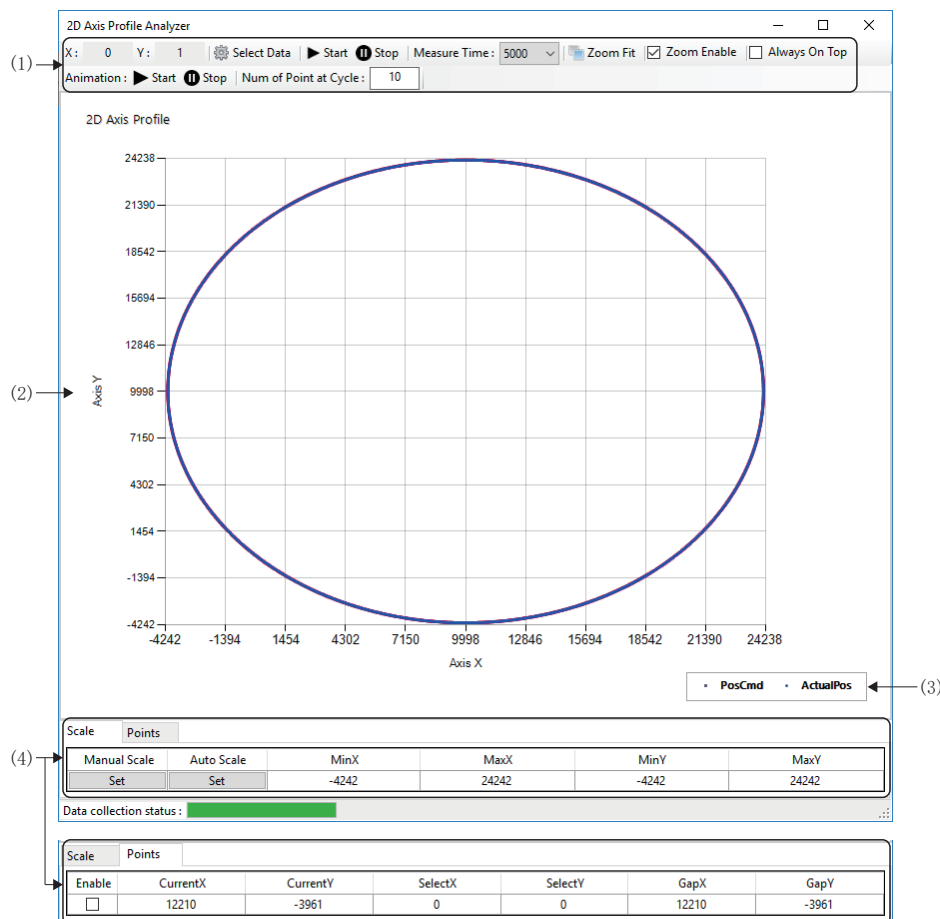 2D Axis Profile Analyzer
X : 0 Y : 1 Select Data Start Stop Measure Time : 5000 Zoom Fit Zoom Enable Always On Top
(1)
Animation : Start Stop Num of Point at Cycle : 10
2D Axis Profile
24238
21390
18542
15694
12846
(2)
Axis Y
9998
7150
4302
1454
-1394
-4242
-4242 -1394 1454 4302 7150 9998 12846 15694 18542 21390 24238
Axis X
PosCmd ActualPos
(3)
Scale Points
(4)
Manual Scale Auto Scale MinX MaxX MinY MaxY
Set Set -4242 24242 -4242 24242
Data collection status :
Scale Points
Enable CurrentX CurrentY SelectX SelectY GapX GapY
12210 -3961 0 0 12210 -3961